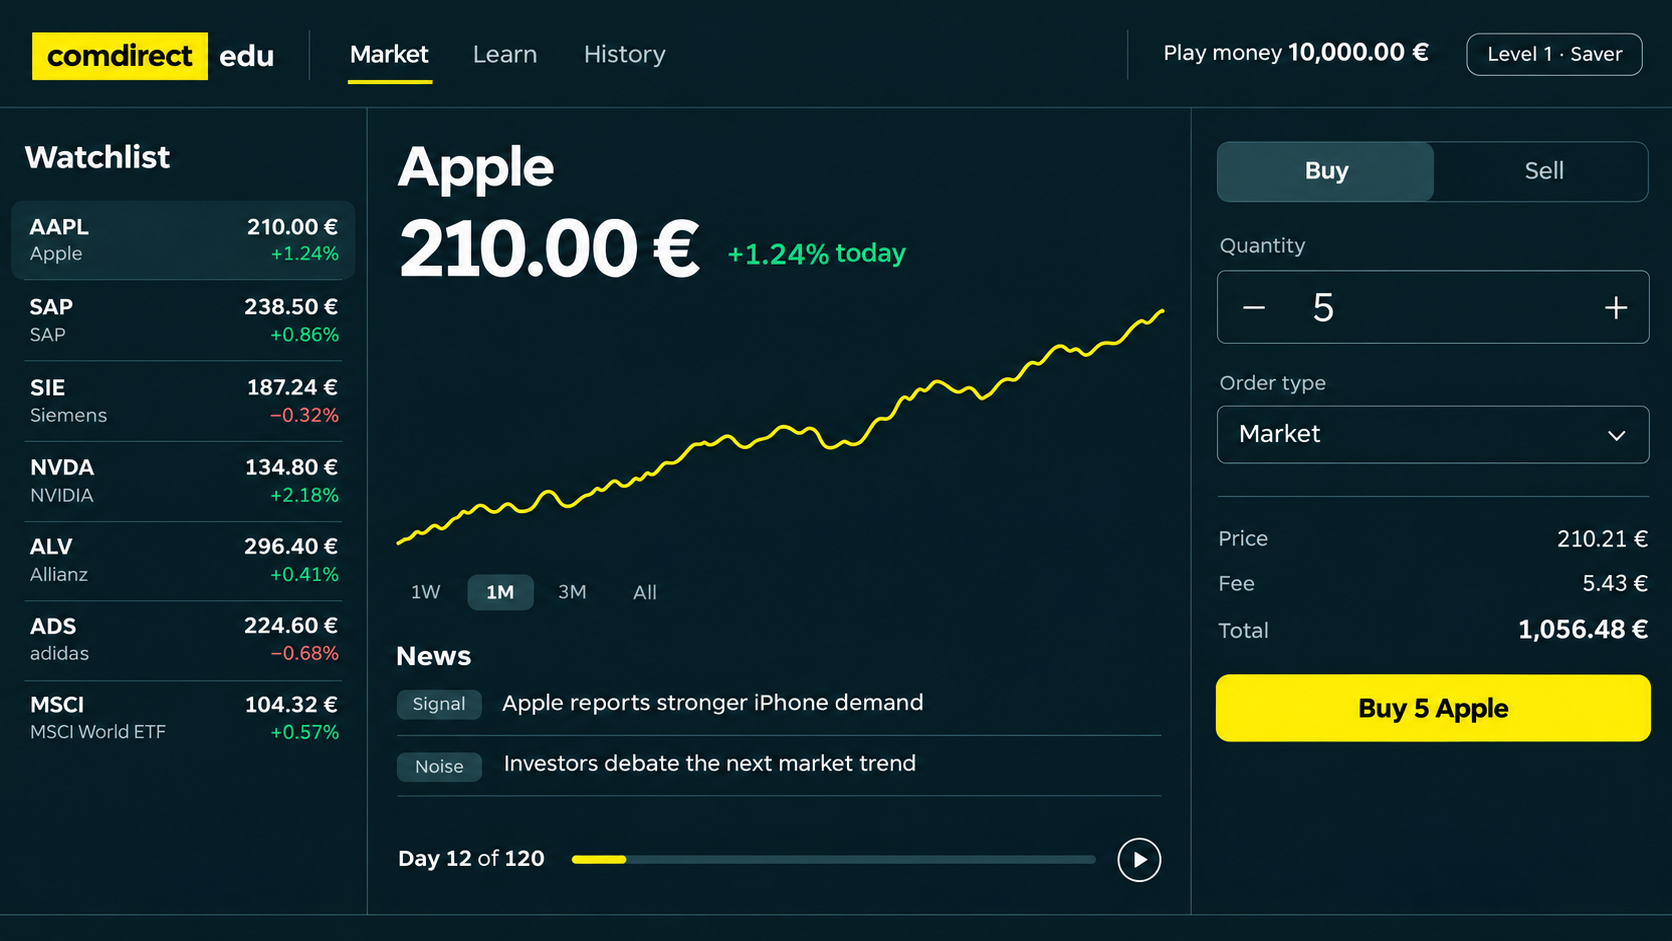 comdirect edu
Market
Learn
History
Play money 10,000.00 €
Level 1 · Saver
Watchlist
AAPL 210.00 €
Apple +1.24%
SAP 238.50 €
SAP +0.86%
SIE 187.24 €
Siemens −0.32%
NVDA 134.80 €
NVIDIA +2.18%
ALV 296.40 €
Allianz +0.41%
ADS 224.60 €
adidas −0.68%
MSCI 104.32 €
MSCI World ETF +0.57%
Apple
210.00 € +1.24% today
1W 1M 3M All
News
Signal Apple reports stronger iPhone demand
Noise Investors debate the next market trend
Day 12 of 120
Buy Sell
Quantity
− 5 +
Order type
Market
Price 210.21 €
Fee 5.43 €
Total 1,056.48 €
Buy 5 Apple